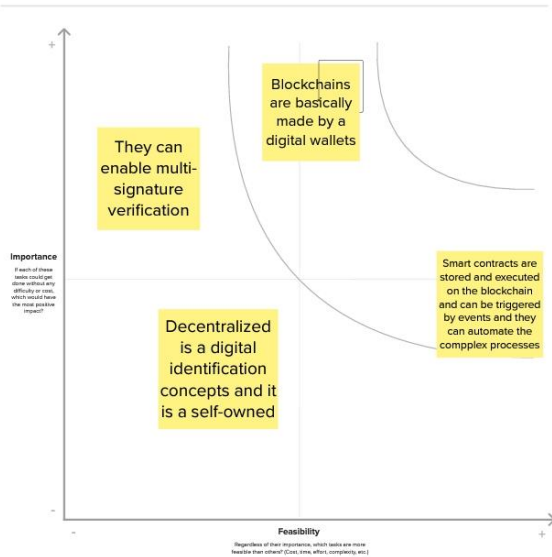 +
Blockchains
are basically
made by a
digital wallets
They can
enable multi-
signature
verification
Importance
If each of these
tasks could get
done without any
difficulty or cost,
which would have
the most positive
impact?
Smart contracts are
stored and executed
on the blockchain
and can be triggered
by events and they
can automate the
compplex processes
Decentralized
is a digital
identification
concepts and it
is a self-owned
-
-
Feasibility
+
Regardless of their importance, which tasks are more
feasible than others? (Cost, time, effort, complexity, etc.)